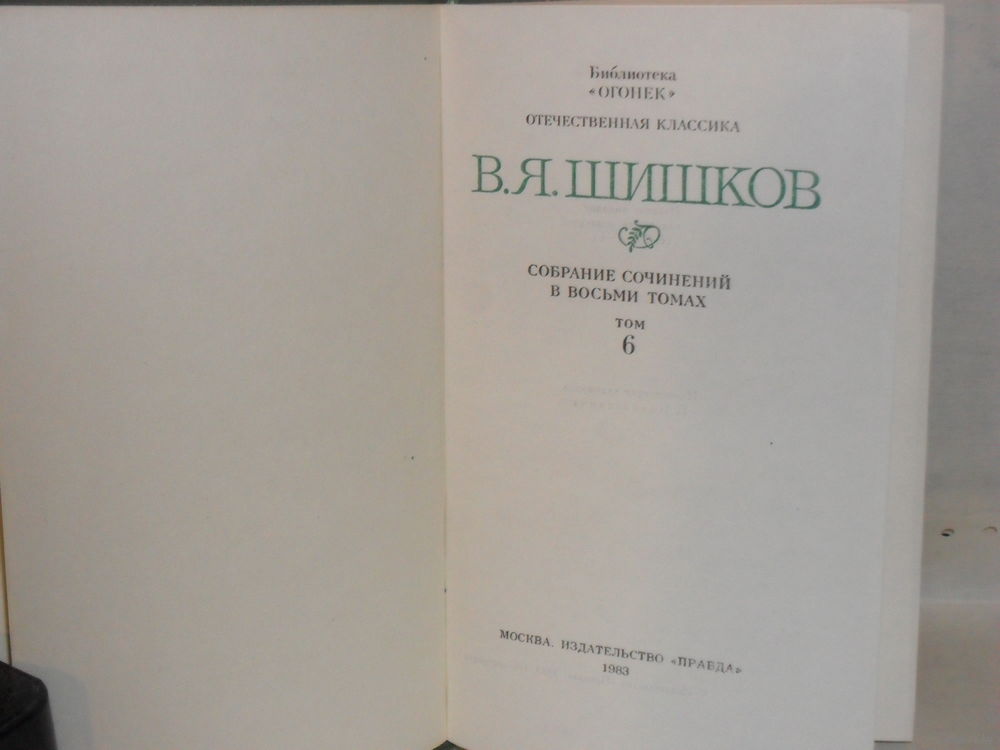 Библиотека
«ОГОНЕК»
ОТЕЧЕСТВЕННАЯ КЛАССИКА
В.Я.ШИШКОВ
СОБРАНИЕ СОЧИНЕНИЙ
В ВОСЬМИ ТОМАХ
ТОМ
6
МОСКВА. ИЗДАТЕЛЬСТВО «ПРАВДА»
1983